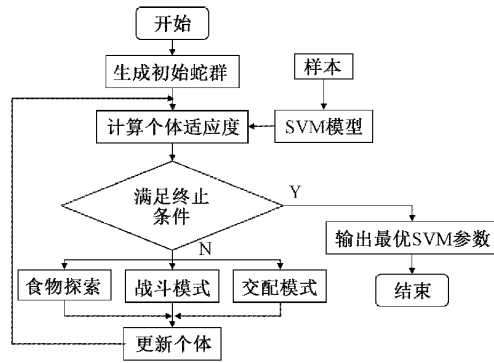 开始
生成初始蛇群
样本
计算个体适应度
SVM模型
满足终止
条件
Y
N
输出最优SVM参数
食物探索
战斗模式
交配模式
结束
更新个体